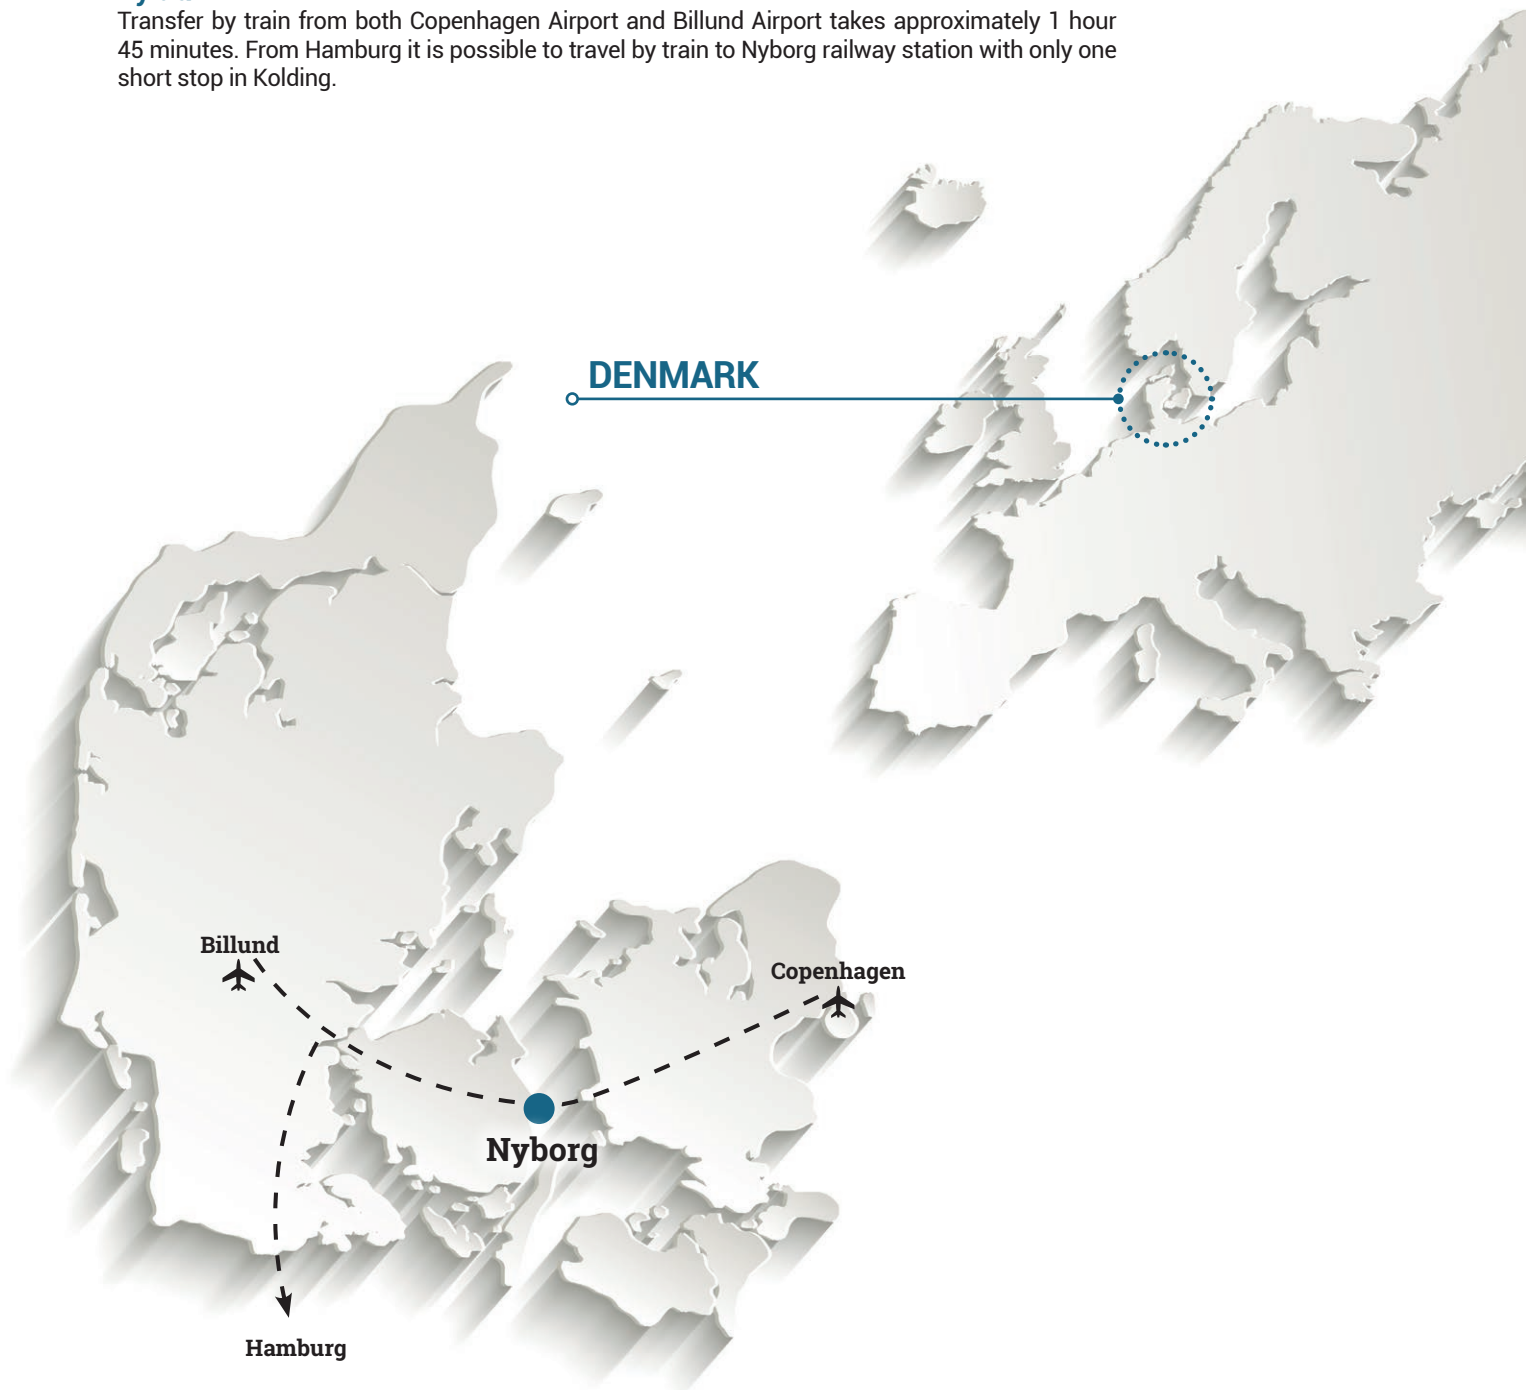 Transfer by train from both Copenhagen Airport and Billund Airport takes approximately 1 hour
45 minutes. From Hamburg it is possible to travel by train to Nyborg railway station with only one
short stop in Kolding.
DENMARK
Billund
Copenhagen
Nyborg
Hamburg